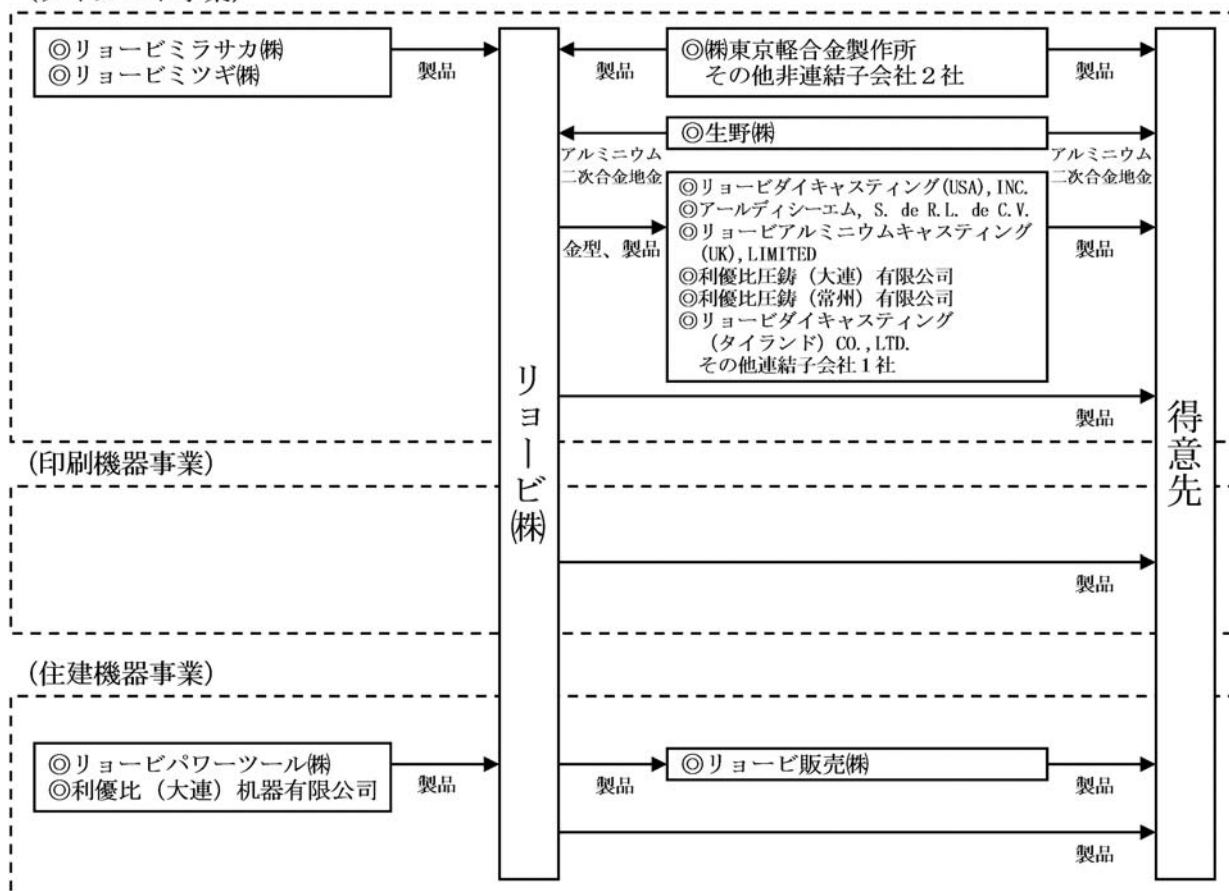 ◎リョービミラサカ㈱
◎リョービミツギ㈱
製品
製品
◎㈱東京軽合金製作所
その他非連結子会社２社
製品
◎生野㈱
アルミニウム
二次合金地金
アルミニウム
二次合金地金
金型、製品
◎リョービダイキャスティング(USA),INC.
◎アールディシーエム, S. de R.L. de C.V.
◎リョービアルミニウムキャスティング
(UK),LIMITED
◎利優比圧鋳（大連）有限公司
◎利優比圧鋳（常州）有限公司
◎リョービダイキャスティング
（タイランド）CO.,LTD.
その他連結子会社１社
製品
製品
リョービ㈱
得意先
(印刷機器事業)
製品
(住建機器事業)
◎リョービパワーツール㈱
◎利優比（大連）机器有限公司
製品
製品
◎リョービ販売㈱
製品
製品